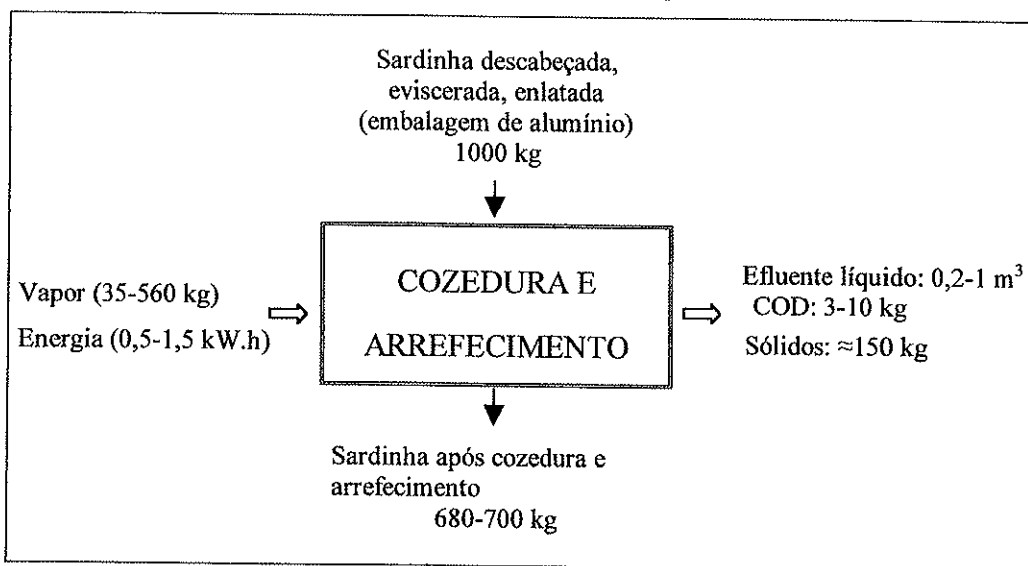 Sardinha descabeçada,
eviscerada, enlatada
(embalagem de alumínio)
1000 kg
Vapor (35-560 kg)
Energia (0,5-1,5 kW.h)
COZEDURA E
ARREFECIMENTO
Efluente líquido: 0,2-1 m³
COD: 3-10 kg
Sólidos: ≈150 kg
Sardinha após cozedura e
arrefecimento
680-700 kg